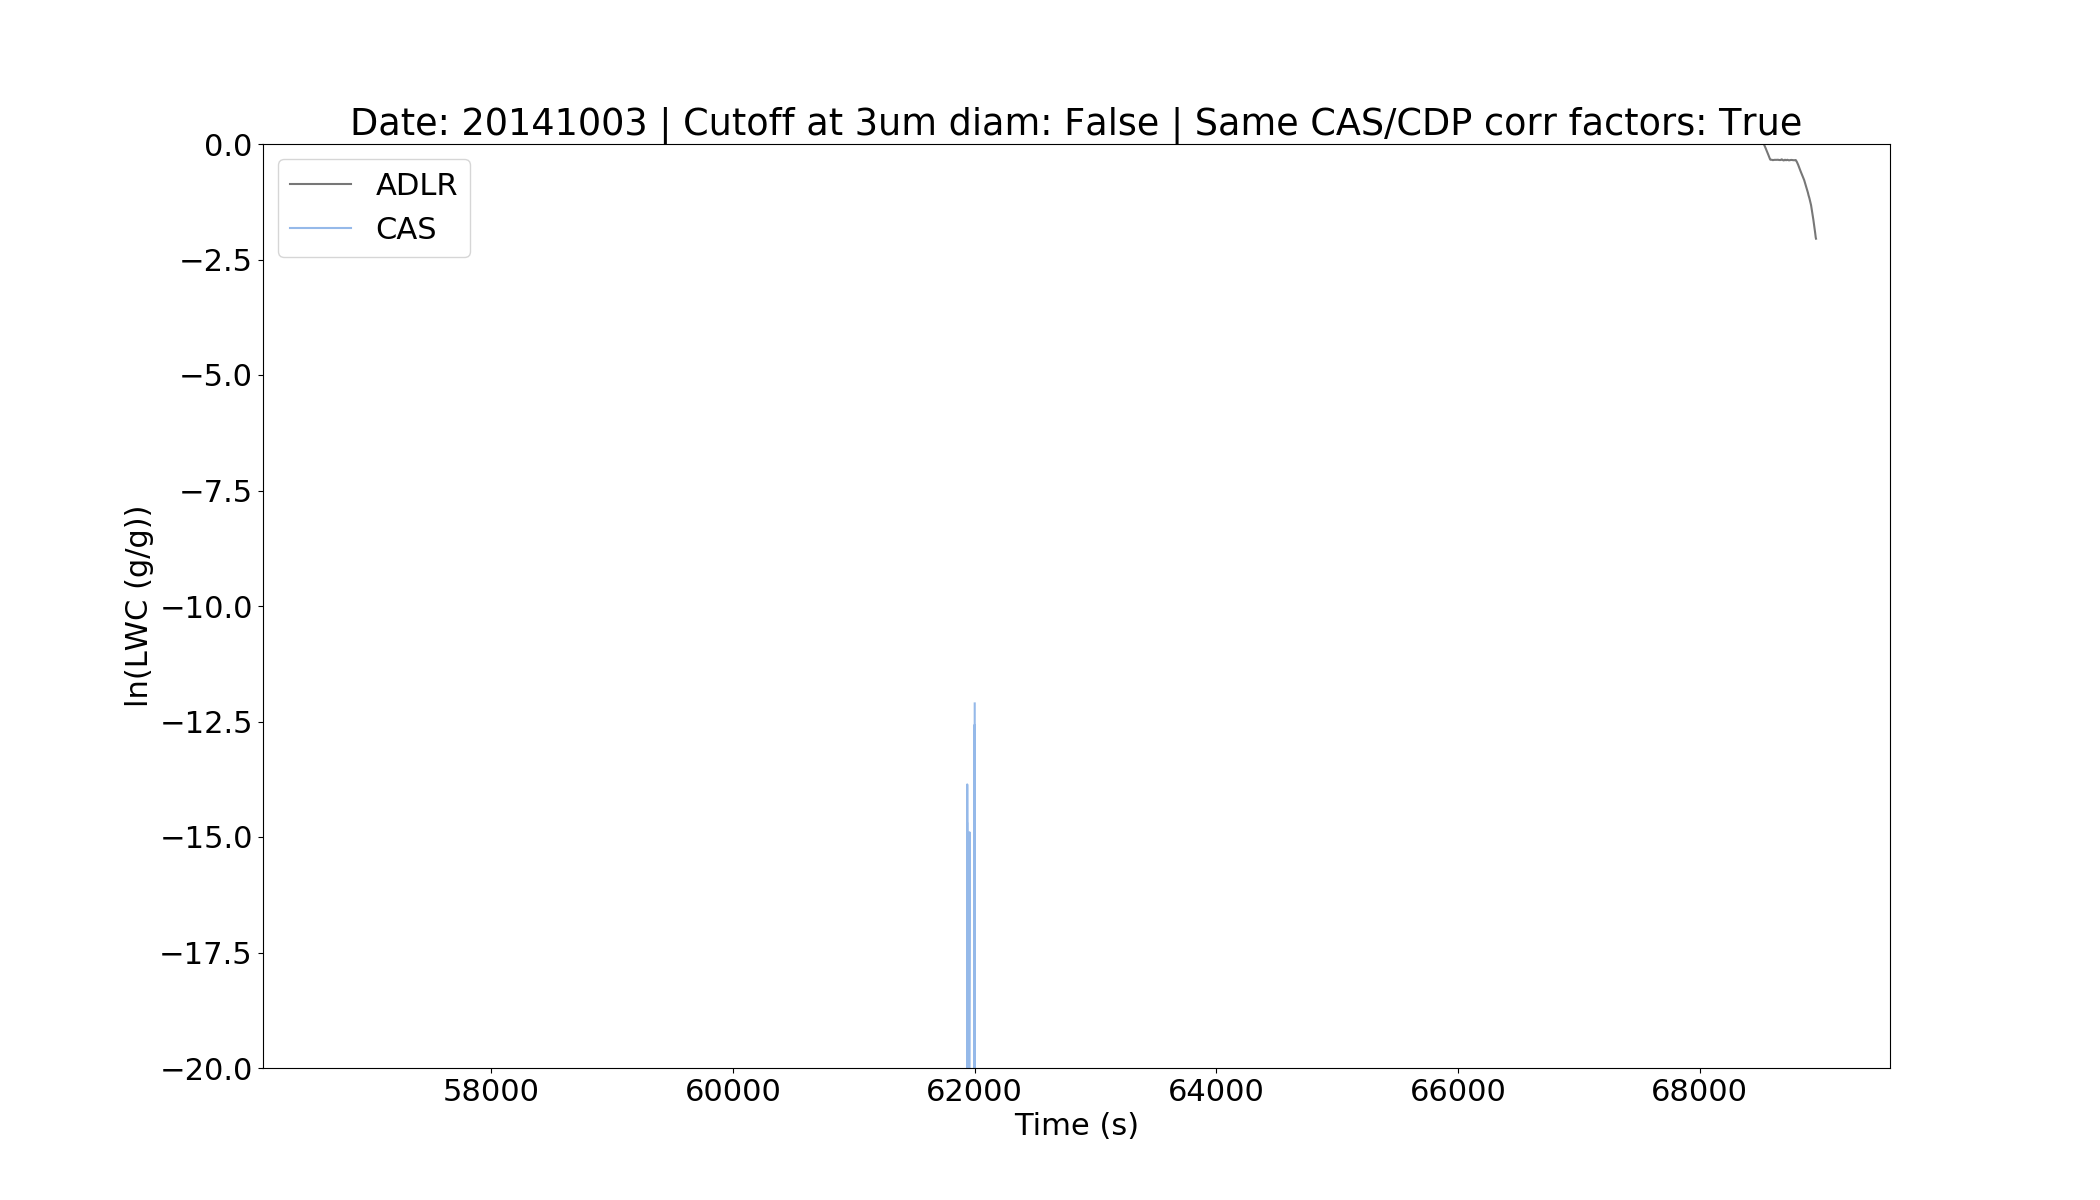 Date: 20141003 | Cutoff at 3um diam: False | Same CAS/CDP corr factors: True
ADLR
CAS
0.0
−2.5
−5.0
−7.5
−10.0
−12.5
−15.0
−17.5
−20.0
ln(LWC (g/g))
58000 60000 62000 64000 66000 68000
Time (s)